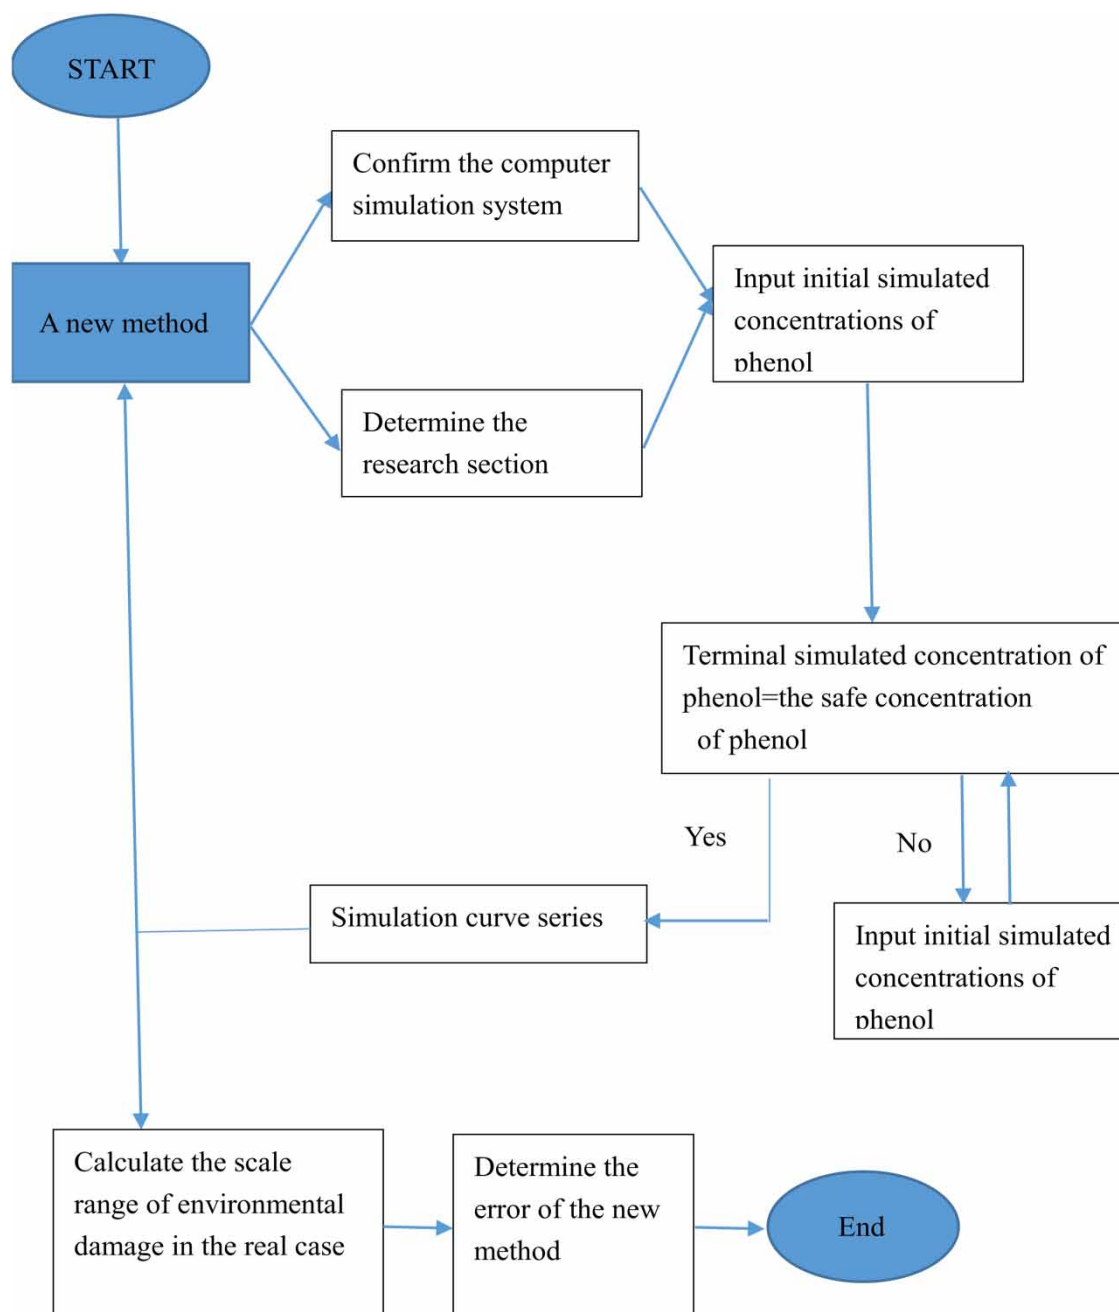 START
Confirm the computer
simulation system
A new method
Input initial simulated
concentrations of
phenol
Determine the
research section
Terminal simulated concentration of
phenol=the safe concentration
of phenol
Yes
No
Simulation curve series
Input initial simulated
concentrations of
phenol
Calculate the scale
range of environmental
damage in the real case
Determine the
error of the new
method
End